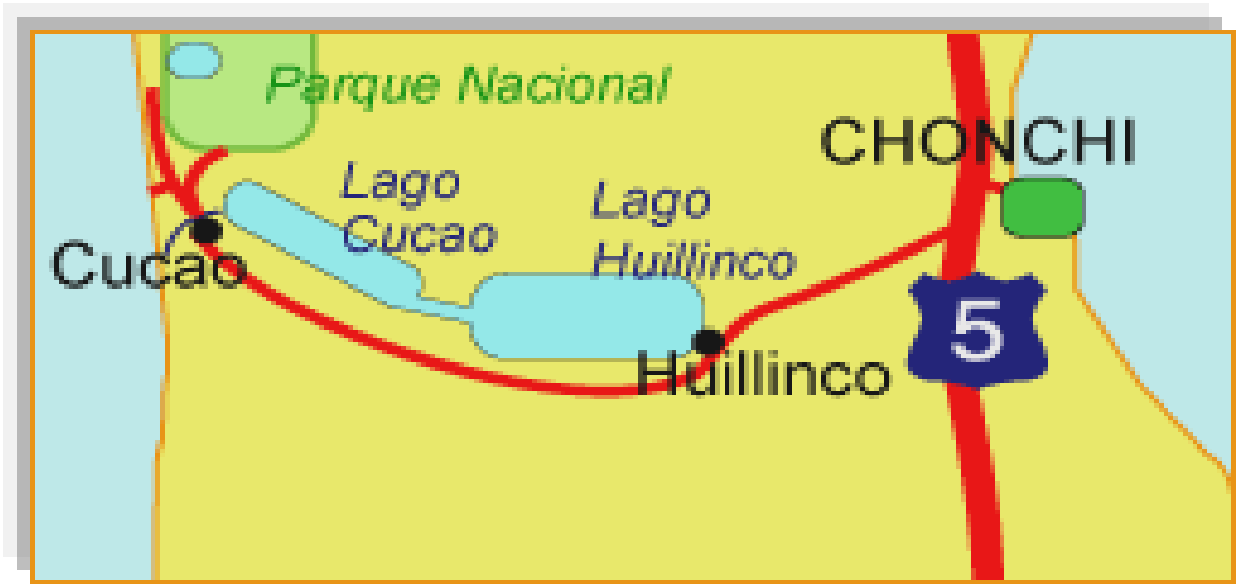 Parque Nacional
CHONCHI
Lago
Cucao
Lago
Huillinco
Cucao
5
Huillinco